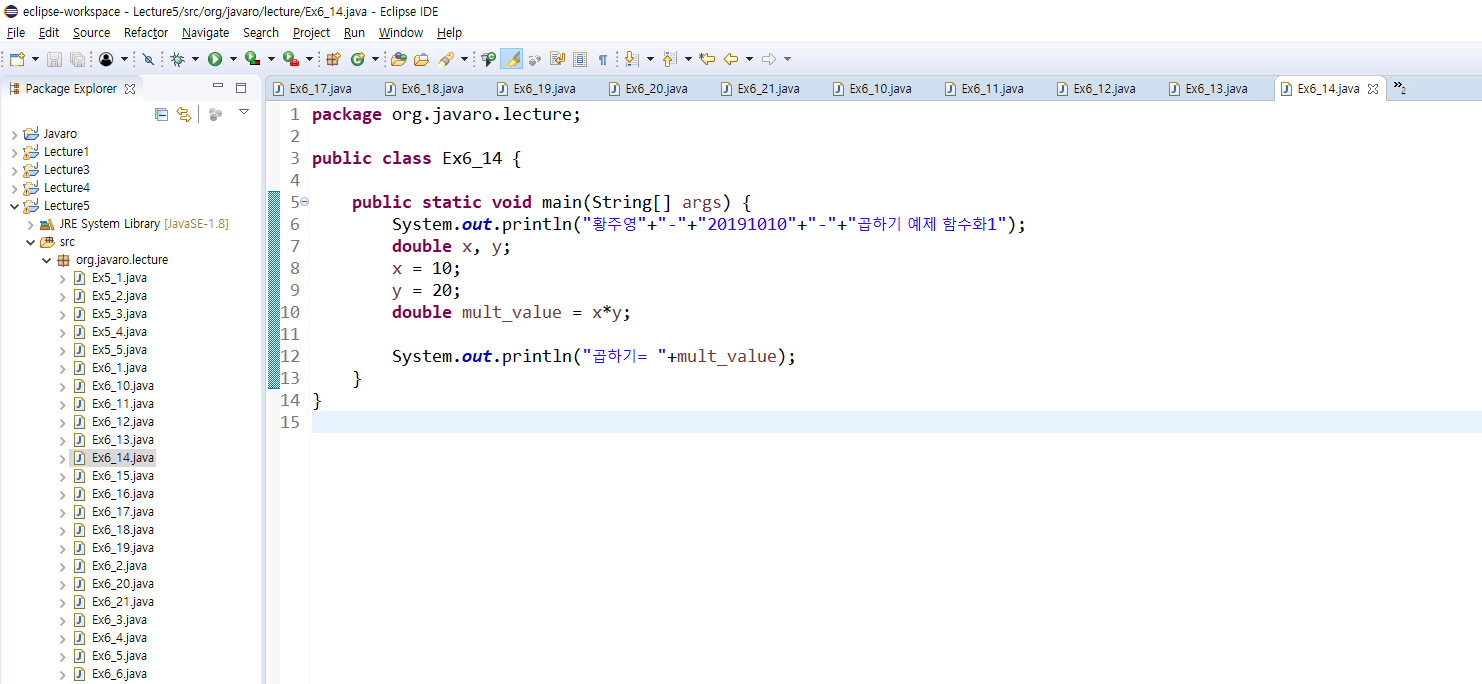 eclipse-workspace - Lecture5/src/org/javaro/lecture/Ex6_14.java - Eclipse IDE
File Edit Source Refactor Navigate Search Project Run Window Help
Package Explorer
Ex6_17.java Ex6_18.java Ex6_19.java Ex6_20.java Ex6_21.java Ex6_10.java Ex6_11.java Ex6_12.java Ex6_13.java Ex6_14.java »2
Javaro
Lecture1
Lecture3
Lecture4
Lecture5
JRE System Library [JavaSE-1.8]
src
org.javaro.lecture
Ex5_1.java
Ex5_2.java
Ex5_3.java
Ex5_4.java
Ex5_5.java
Ex6_1.java
Ex6_10.java
Ex6_11.java
Ex6_12.java
Ex6_13.java
Ex6_14.java
Ex6_15.java
Ex6_16.java
Ex6_17.java
Ex6_18.java
Ex6_19.java
Ex6_2.java
Ex6_20.java
Ex6_21.java
Ex6_3.java
Ex6_4.java
Ex6_5.java
Ex6_6.java
1 package org.javaro.lecture;
2
3 public class Ex6_14 {
4
5 public static void main(String[] args) {
6 System.out.println("황주영"+"-"+"20191010"+"-"+"곱하기 예제 함수화1");
7 double x, y;
8 x = 10;
9 y = 20;
10 double mult_value = x*y;
11
12 System.out.println("곱하기= "+mult_value);
13 }
14 }
15